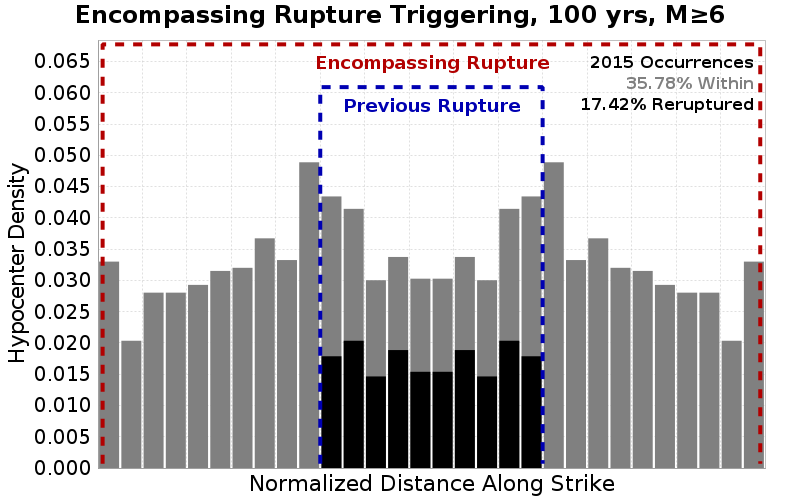 Encompassing Rupture Triggering, 100 yrs, M≥6
Encompassing Rupture
2015 Occurrences
35.78% Within
17.42% Reruptured
Previous Rupture
Hypocenter Density
0.065
0.060
0.055
0.050
0.045
0.040
0.035
0.030
0.025
0.020
0.015
0.010
0.005
0.000
Normalized Distance Along Strike